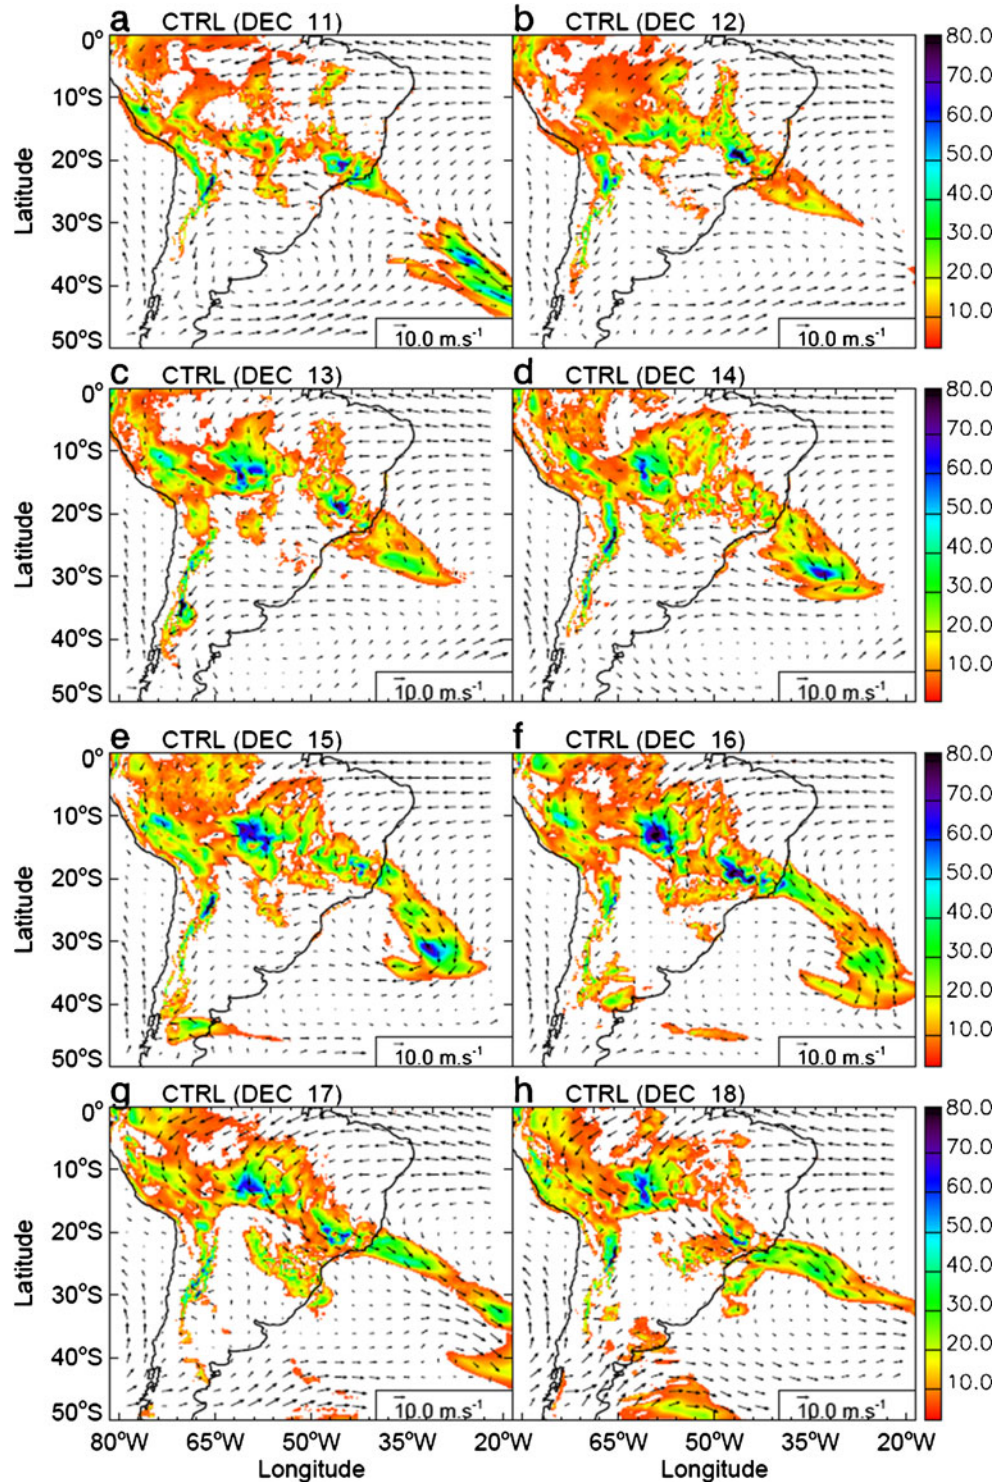 a CTRL (DEC 11)
b CTRL (DEC 12)
0°
10°S
20°S
30°S
40°S
50°S
Latitude
10.0 m.s-1
10.0 m.s-1
80.0
70.0
60.0
50.0
40.0
30.0
20.0
10.0
c CTRL (DEC 13)
d CTRL (DEC 14)
0°
10°S
20°S
30°S
40°S
50°S
Latitude
10.0 m.s-1
10.0 m.s-1
80.0
70.0
60.0
50.0
40.0
30.0
20.0
10.0
e CTRL (DEC 15)
f CTRL (DEC 16)
0°
10°S
20°S
30°S
40°S
50°S
Latitude
10.0 m.s-1
10.0 m.s-1
80.0
70.0
60.0
50.0
40.0
30.0
20.0
10.0
g CTRL (DEC 17)
h CTRL (DEC 18)
0°
10°S
20°S
30°S
40°S
50°S
Latitude
10.0 m.s-1
10.0 m.s-1
80.0
70.0
60.0
50.0
40.0
30.0
20.0
10.0
80°W 65°W 50°W 35°W 20°W
65°W 50°W 35°W 20°W
Longitude
Longitude